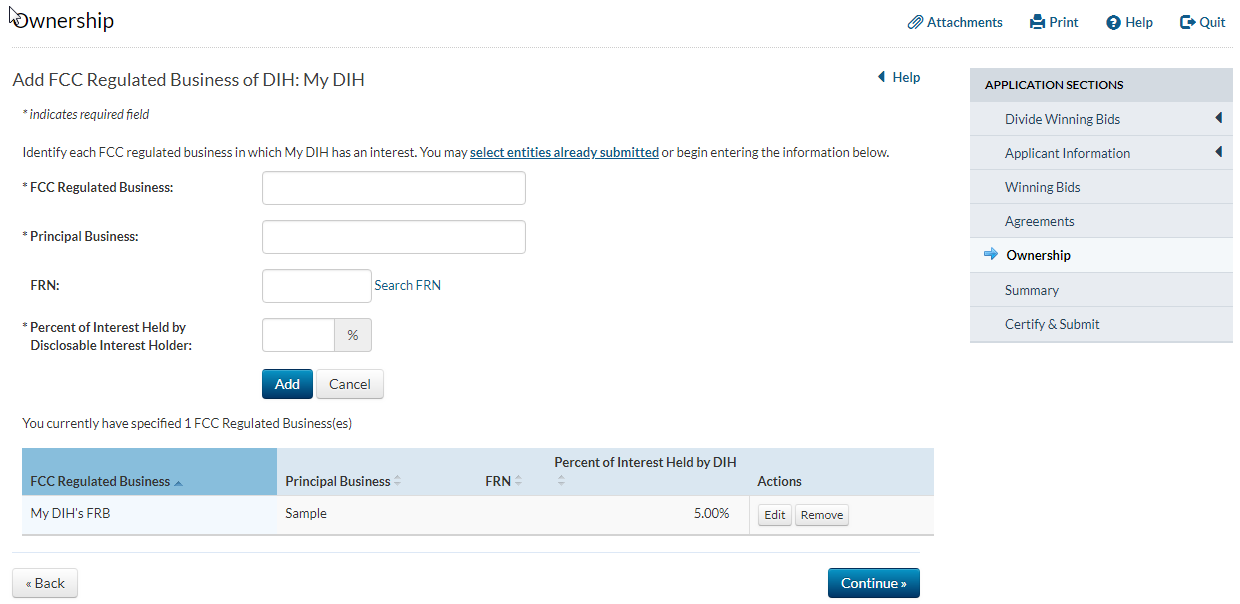 Ownership
Attachments Print Help Quit
Add FCC Regulated Business of DIH: My DIH
Help
* indicates required field
Identify each FCC regulated business in which My DIH has an interest. You may select entities already submitted or begin entering the information below.
* FCC Regulated Business:
* Principal Business:
FRN: Search FRN
* Percent of Interest Held by
Disclosable Interest Holder:
%
Add Cancel
You currently have specified 1 FCC Regulated Business(es)
FCC Regulated Business Principal Business FRN Percent of Interest Held by DIH Actions
My DIH's FRB Sample 5.00% Edit Remove
« Back Continue »
APPLICATION SECTIONS
Divide Winning Bids
Applicant Information
Winning Bids
Agreements
Ownership
Summary
Certify & Submit